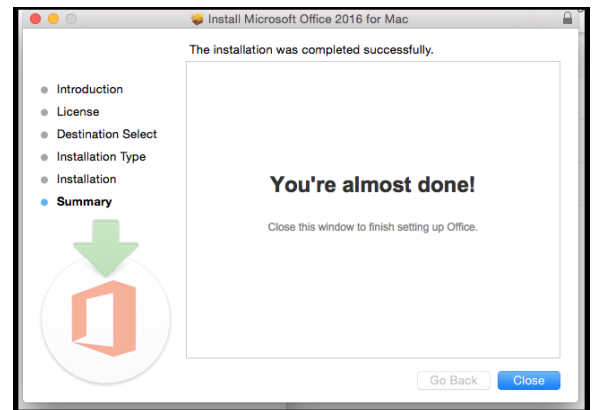 Install Microsoft Office 2016 for Mac
The installation was completed successfully.
Introduction
License
Destination Select
Installation Type
Installation
Summary
You're almost done!
Close this window to finish setting up Office.
Go Back
Close